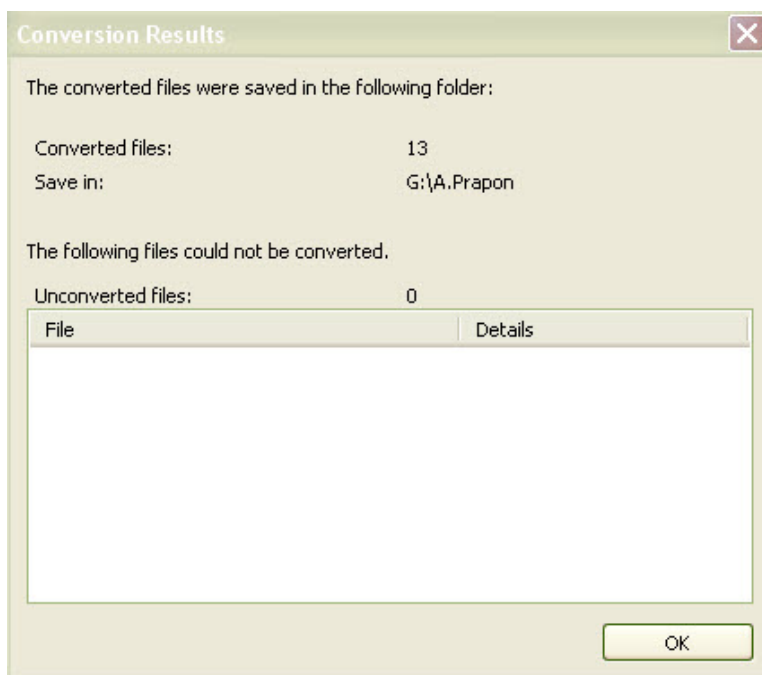 Conversion Results
The converted files were saved in the following folder:
Converted files: 13
Save in: G:\A.Prapon
The following files could not be converted.
Unconverted files: 0
File Details
OK